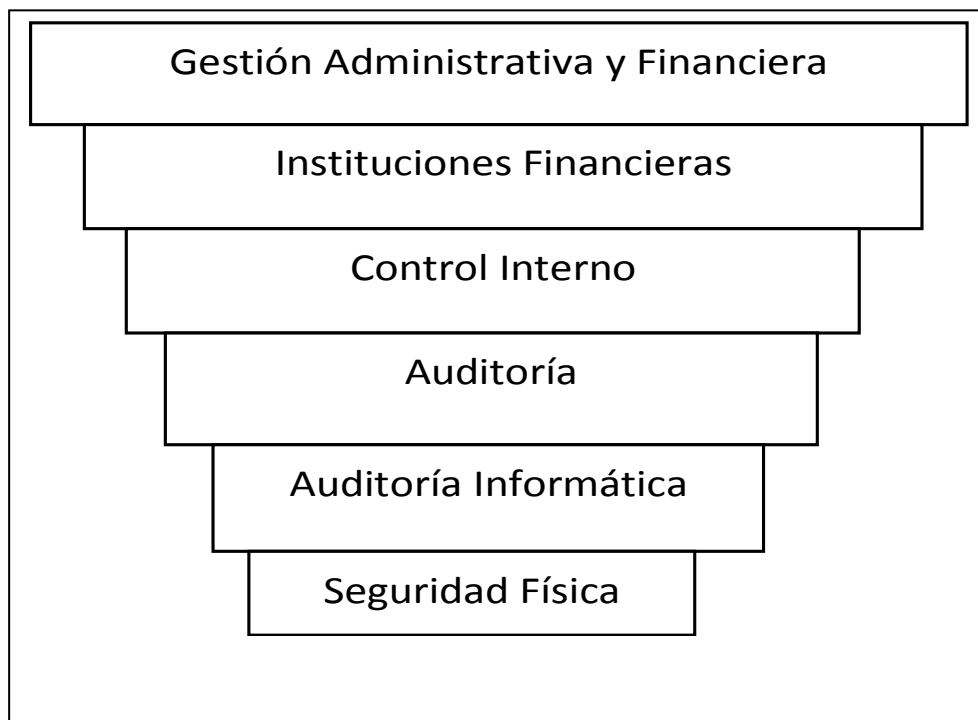 Gestión Administrativa y Financiera
Instituciones Financieras
Control Interno
Auditoría
Auditoría Informática
Seguridad Física